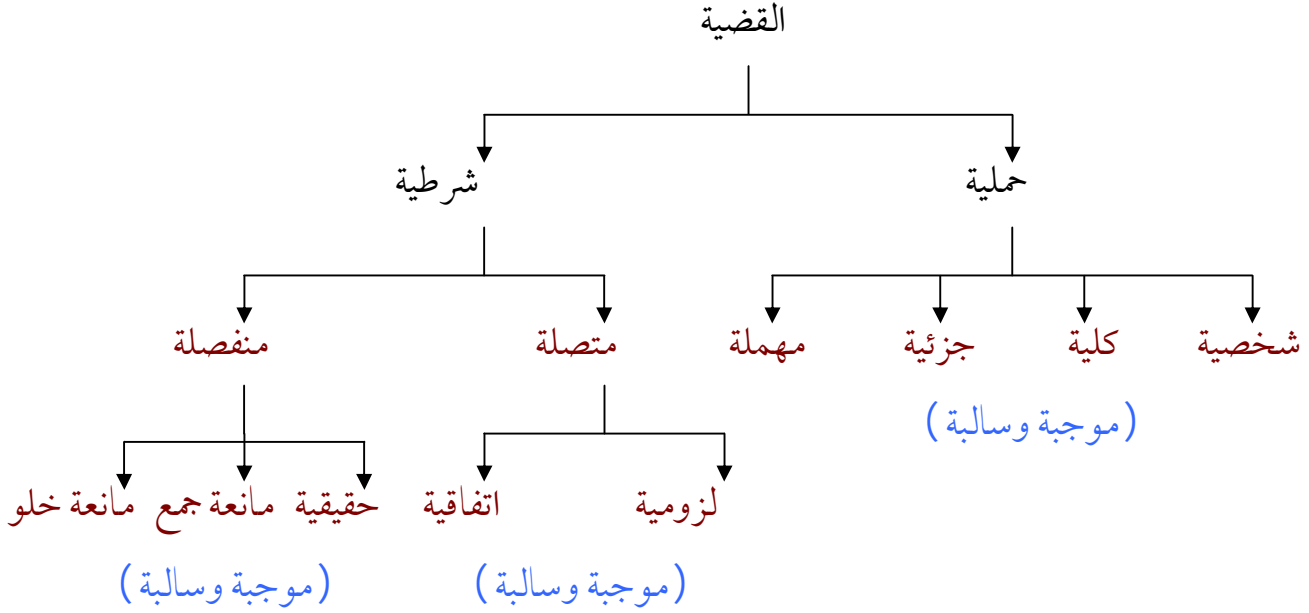 القضية
حملية شرطية
شخصية كلية جزئية مهملة متصلة منفصلة
(موجبة وسالبة)
لزومية اتفاقية حقيقية مانعة جمع مانعة خلو
(موجبة وسالبة) (موجبة وسالبة)